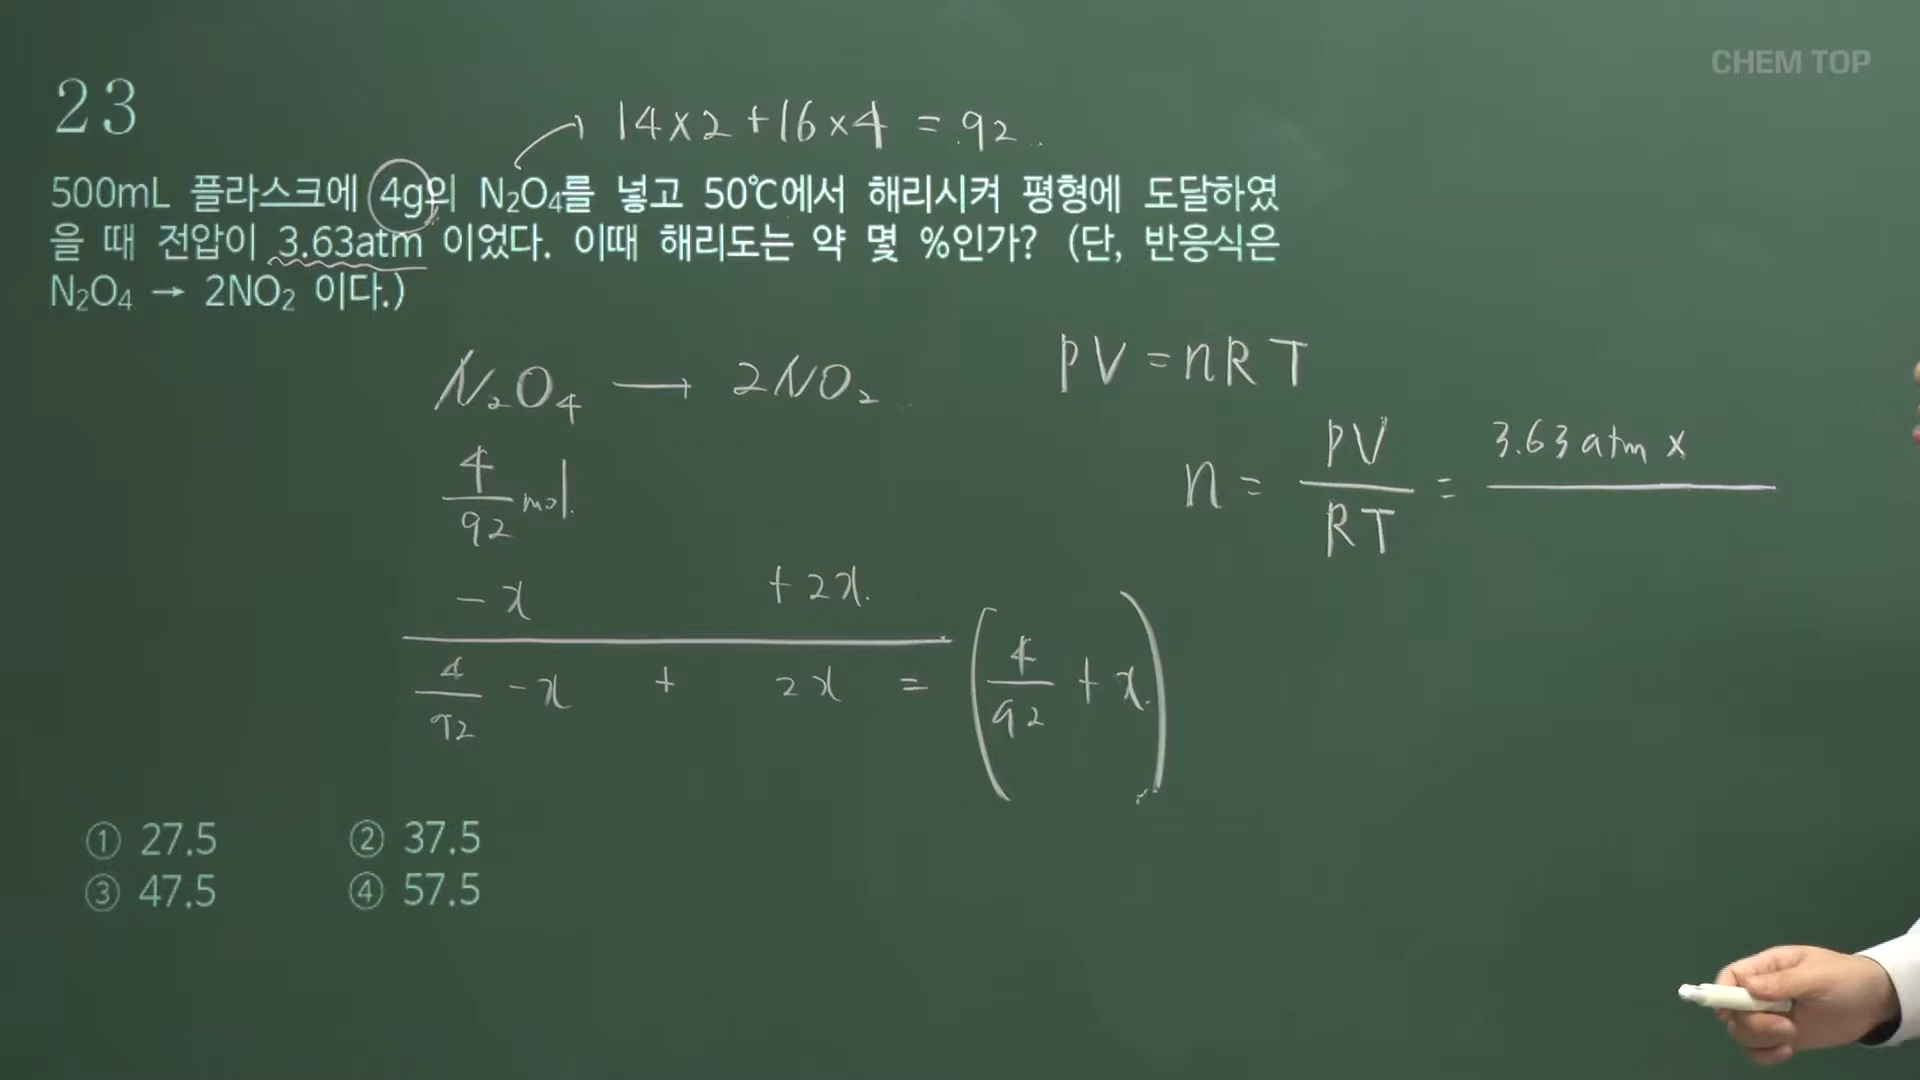 CHEM TOP
23
14×2+16×4 = 92
500mL 플라스크에 4g의 N₂O₄를 넣고 50℃에서 해리시켜 평형에 도달하였
을 때 전압이 3.63atm 이었다. 이때 해리도는 약 몇 %인가? (단, 반응식은
N₂O₄ → 2NO₂ 이다.)
N₂O₄ → 2NO₂
4/92 mol
-x +2x
4/92 -x + 2x = (4/92 + x)
PV = nRT
n = PV/RT = 3.63 atm ×
① 27.5 ② 37.5
③ 47.5 ④ 57.5